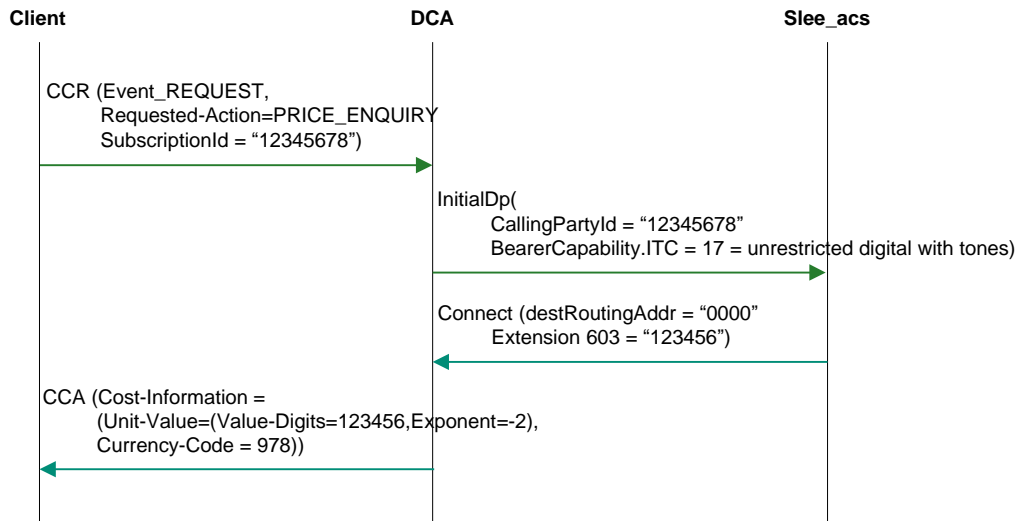 Client DCA Slee_acs
CCR (Event_REQUEST,
Requested-Action=PRICE_ENQUIRY
SubscriptionId = “12345678”)
InitialDp(
CallingPartyId = “12345678”
BearerCapability.ITC = 17 = unrestricted digital with tones)
Connect (destRoutingAddr = “0000”
Extension 603 = “123456”)
CCA (Cost-Information =
(Unit-Value=(Value-Digits=123456,Exponent=-2),
Currency-Code = 978))